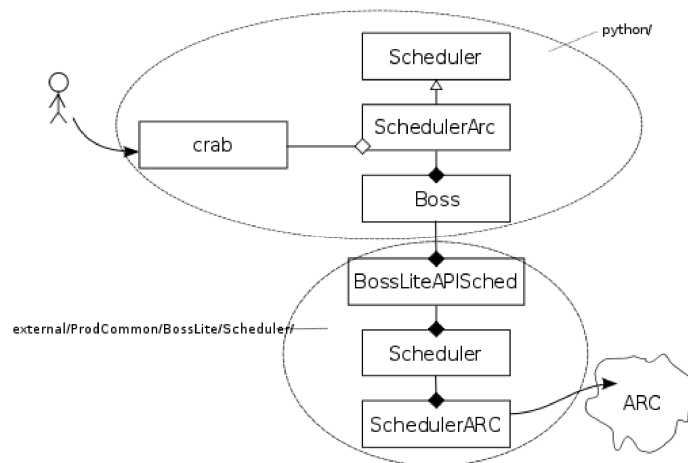 python/
Scheduler
SchedulerArc
crab
Boss
BossLiteAPISched
external/ProdCommon/BossLite/Scheduler/
Scheduler
ARC
SchedulerARC